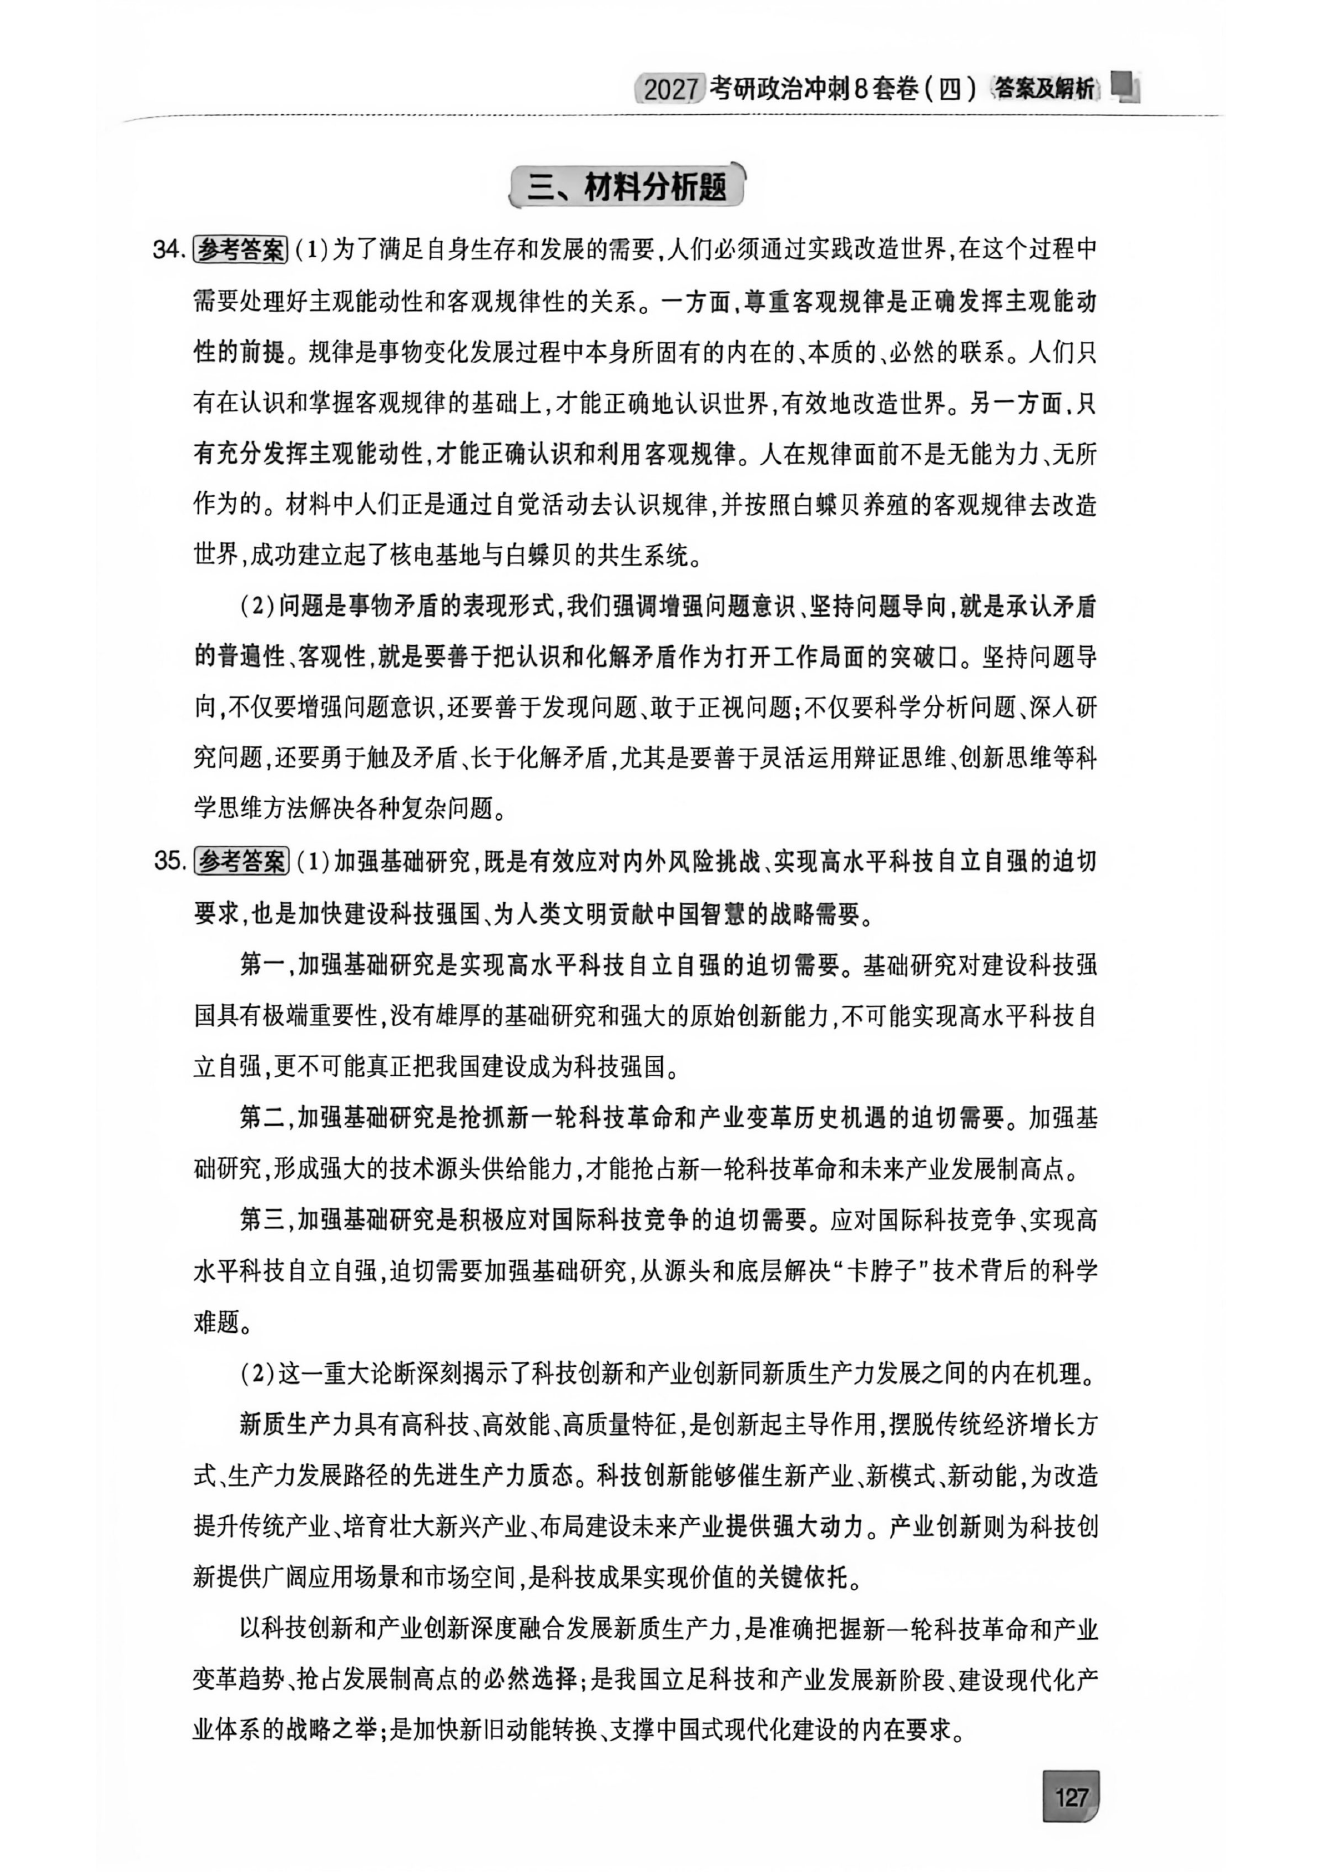 2027 考研政治冲刺8套卷(四) 答案及解析
三、材料分析题
34. 参考答案 (1)为了满足自身生存和发展的需要,人们必须通过实践改造世界,在这个过程中
需要处理好主观能动性和客观规律性的关系。一方面,尊重客观规律是正确发挥主观能动
性的前提。规律是事物变化发展过程中本身所固有的内在的、本质的、必然的联系。人们只
有在认识和掌握客观规律的基础上,才能正确地认识世界,有效地改造世界。另一方面,只
有充分发挥主观能动性,才能正确认识和利用客观规律。人在规律面前不是无能为力、无所
作为的。材料中人们正是通过自觉活动去认识规律,并按照白蝶贝养殖的客观规律去改造
世界,成功建立起了核电基地与白蝶贝的共生系统。
(2)问题是事物矛盾的表现形式,我们强调增强问题意识、坚持问题导向,就是承认矛盾
的普遍性、客观性,就是要善于把认识和化解矛盾作为打开工作局面的突破口。坚持问题导
向,不仅要增强问题意识,还要善于发现问题、敢于正视问题;不仅要科学分析问题、深入研
究问题,还要勇于触及矛盾、长于化解矛盾,尤其是要善于灵活运用辩证思维、创新思维等科
学思维方法解决各种复杂问题。
35. 参考答案 (1)加强基础研究,既是有效应对内外风险挑战、实现高水平科技自立自强的迫切
要求,也是加快建设科技强国、为人类文明贡献中国智慧的战略需要。
第一,加强基础研究是实现高水平科技自立自强的迫切需要。基础研究对建设科技强
国具有极端重要性,没有雄厚的基础研究和强大的原始创新能力,不可能实现高水平科技自
立自强,更不可能真正把我国建设成为科技强国。
第二,加强基础研究是抢抓新一轮科技革命和产业变革历史机遇的迫切需要。加强基
础研究,形成强大的技术源头供给能力,才能抢占新一轮科技革命和未来产业发展制高点。
第三,加强基础研究是积极应对国际科技竞争的迫切需要。应对国际科技竞争、实现高
水平科技自立自强,迫切需要加强基础研究,从源头和底层解决“卡脖子”技术背后的科学
难题。
(2)这一重大论断深刻揭示了科技创新和产业创新同新质生产力发展之间的内在机理。
新质生产力具有高科技、高效能、高质量特征,是创新起主导作用,摆脱传统经济增长方
式、生产力发展路径的先进生产力质态。科技创新能够催生新产业、新模式、新动能,为改造
提升传统产业、培育壮大新兴产业、布局建设未来产业提供强大动力。产业创新则为科技创
新提供广阔应用场景和市场空间,是科技成果实现价值的关键依托。
以科技创新和产业创新深度融合发展新质生产力,是准确把握新一轮科技革命和产业
变革趋势、抢占发展制高点的必然选择;是我国立足科技和产业发展新阶段、建设现代化产
业体系的战略之举;是加快新旧动能转换、支撑中国式现代化建设的内在要求。
127